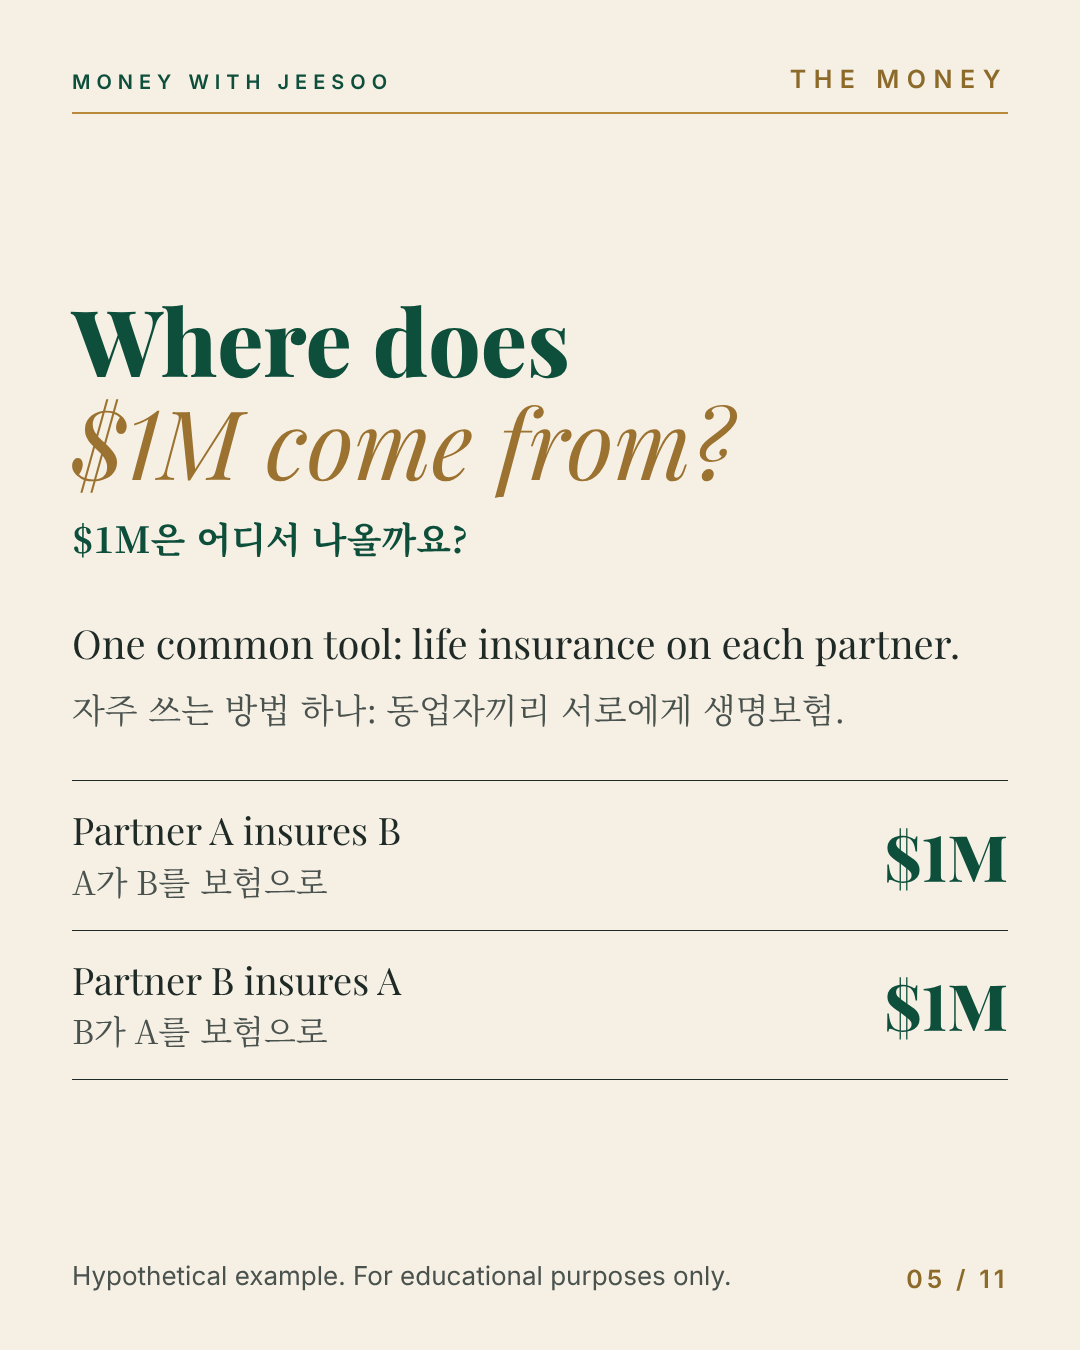 MONEY WITH JEESOO
THE MONEY
Where does
$1M come from?
$1M은 어디서 나올까요?
One common tool: life insurance on each partner.
자주 쓰는 방법 하나: 동업자끼리 서로에게 생명보험.
Partner A insures B
A가 B를 보험으로
$1M
Partner B insures A
B가 A를 보험으로
$1M
Hypothetical example. For educational purposes only.
05 / 11